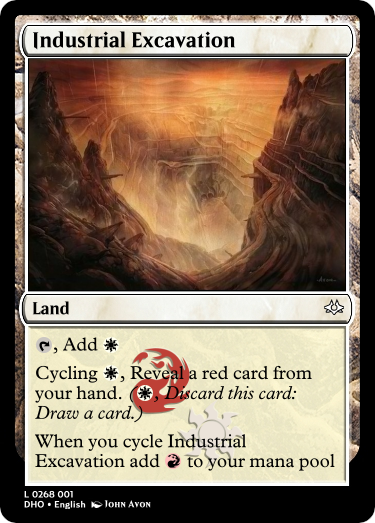 Industrial Excavation
Land
, Add
Cycling , Reveal a red card from
your hand. ( , Discard this card:
Draw a card.)
When you cycle Industrial
Excavation add to your mana pool
L 0268 001
DHO • English John Avon